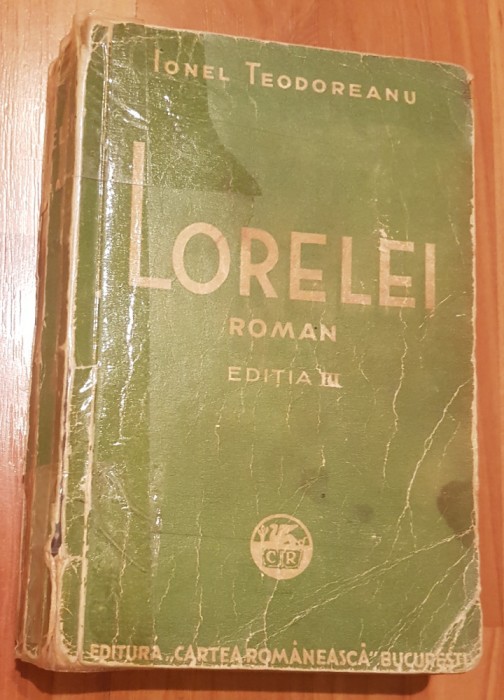 IONEL TEODOREANU
LORELEI
ROMAN
EDIȚIA III
CR
EDITURA „CARTEA ROMÂNEASCĂ" BUCUREȘTI